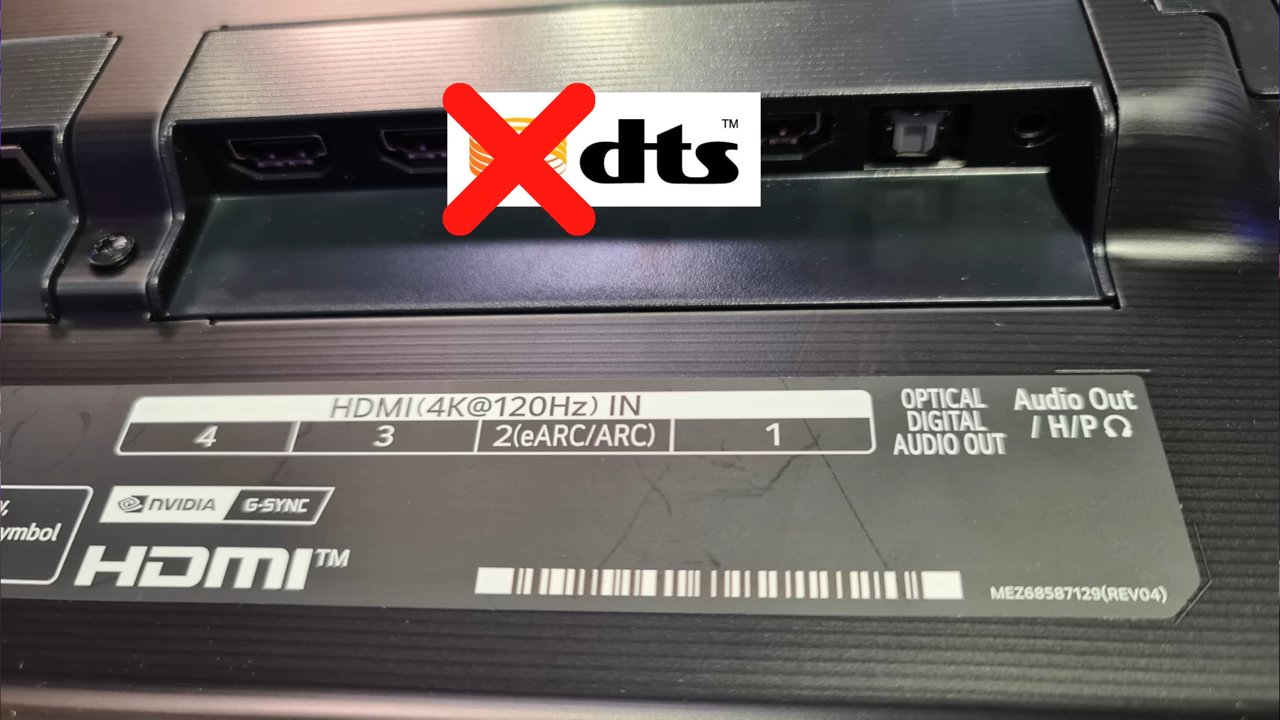 dts™
HDMI(4K@120Hz) IN
4 3 2(eARC/ARC) 1
OPTICAL
DIGITAL
AUDIO OUT
Audio Out
/ H/P
ymbol
NVIDIA G-SYNC
HDMI™
MEZ68587129(REV04)